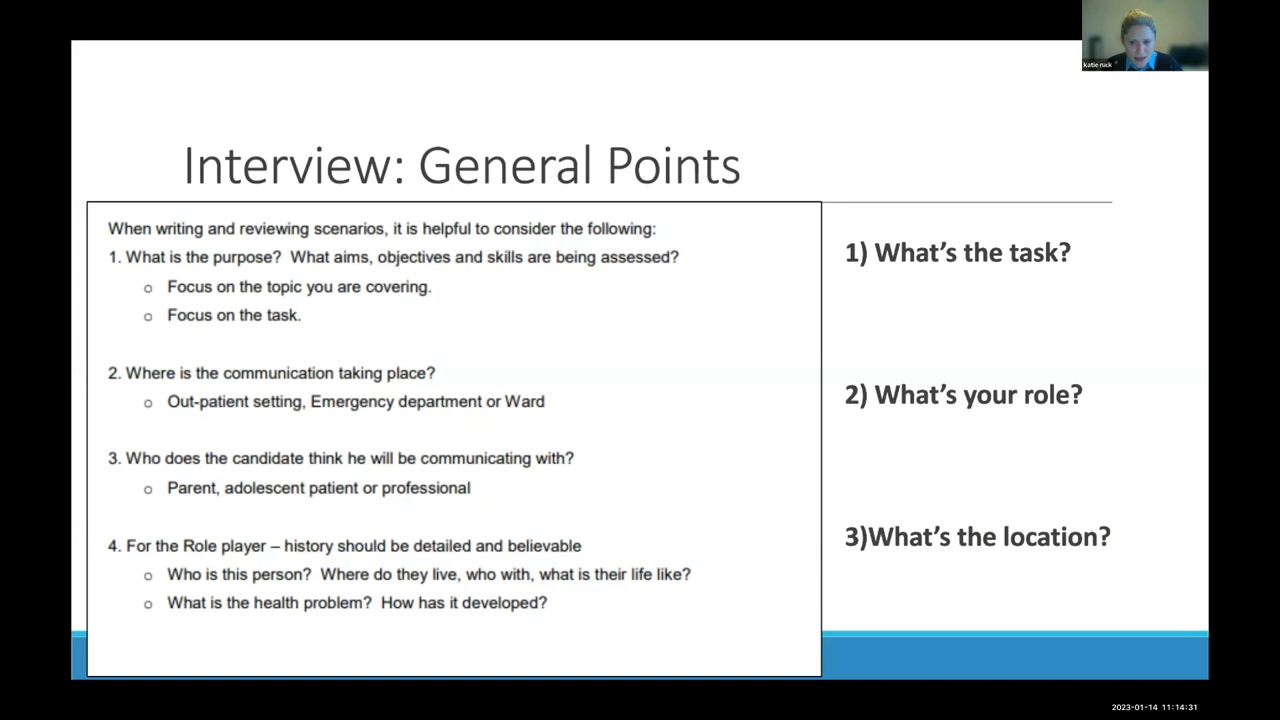 katie ruck
Interview: General Points
When writing and reviewing scenarios, it is helpful to consider the following:
1. What is the purpose?  What aims, objectives and skills are being assessed?
o Focus on the topic you are covering.
o Focus on the task.
2. Where is the communication taking place?
o Out-patient setting, Emergency department or Ward
3. Who does the candidate think he will be communicating with?
o Parent, adolescent patient or professional
4. For the Role player – history should be detailed and believable
o Who is this person?  Where do they live, who with, what is their life like?
o What is the health problem?  How has it developed?
1) What’s the task?
2) What’s your role?
3)What’s the location?
2023-01-14 11:14:31